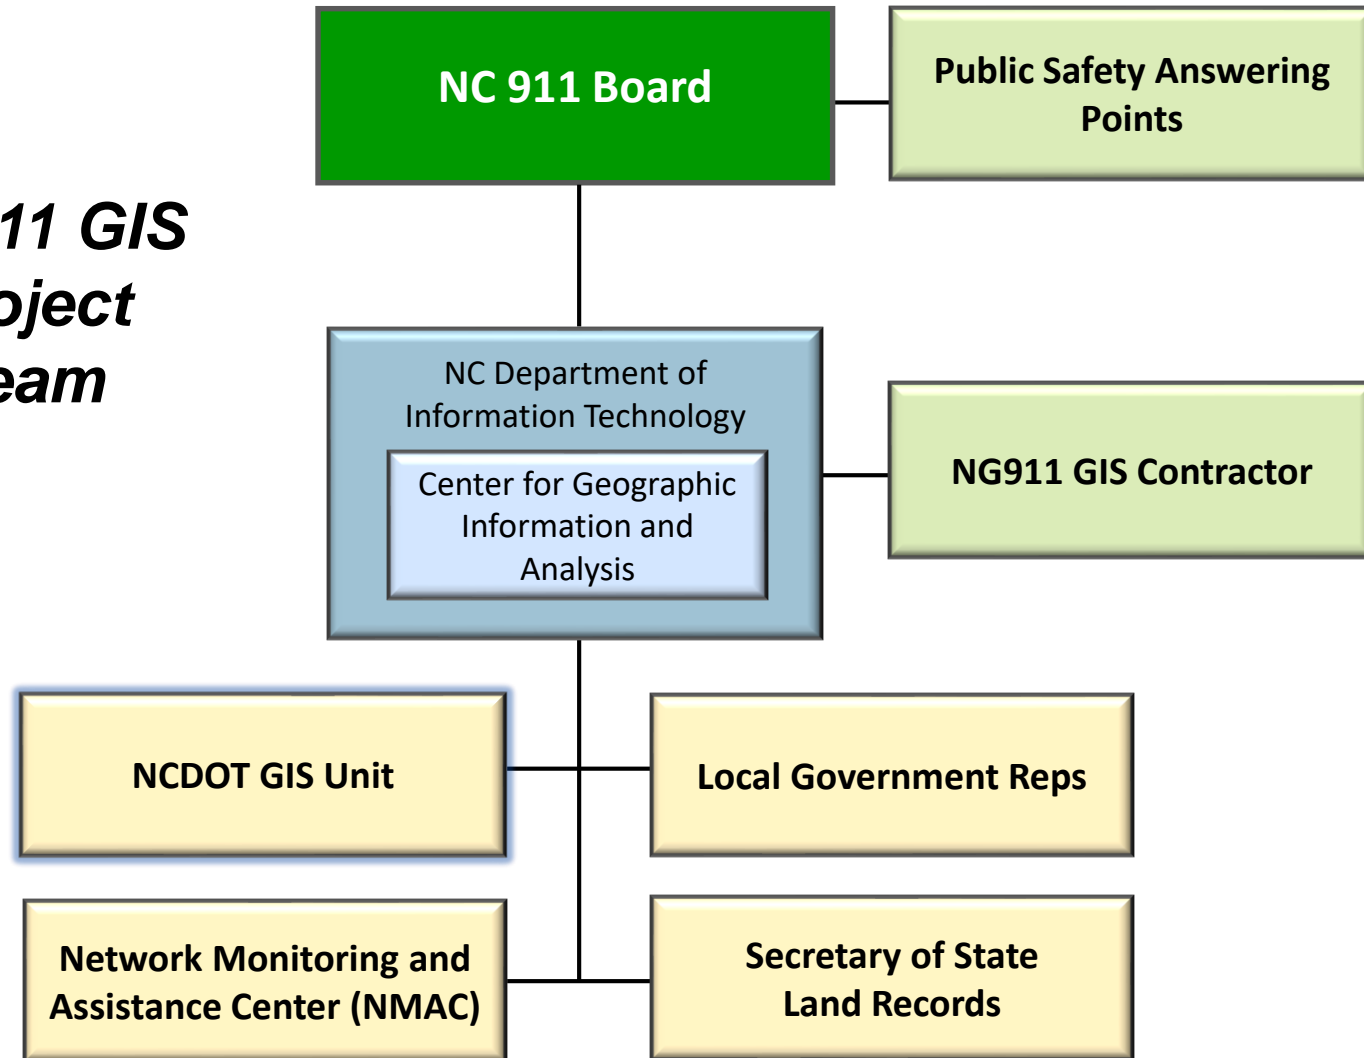 NC 911 Board
Public Safety Answering
Points
11 GIS
oject
eam
NC Department of
Information Technology
Center for Geographic
Information and
Analysis
NG911 GIS Contractor
NCDOT GIS Unit
Local Government Reps
Network Monitoring and
Assistance Center (NMAC)
Secretary of State
Land Records